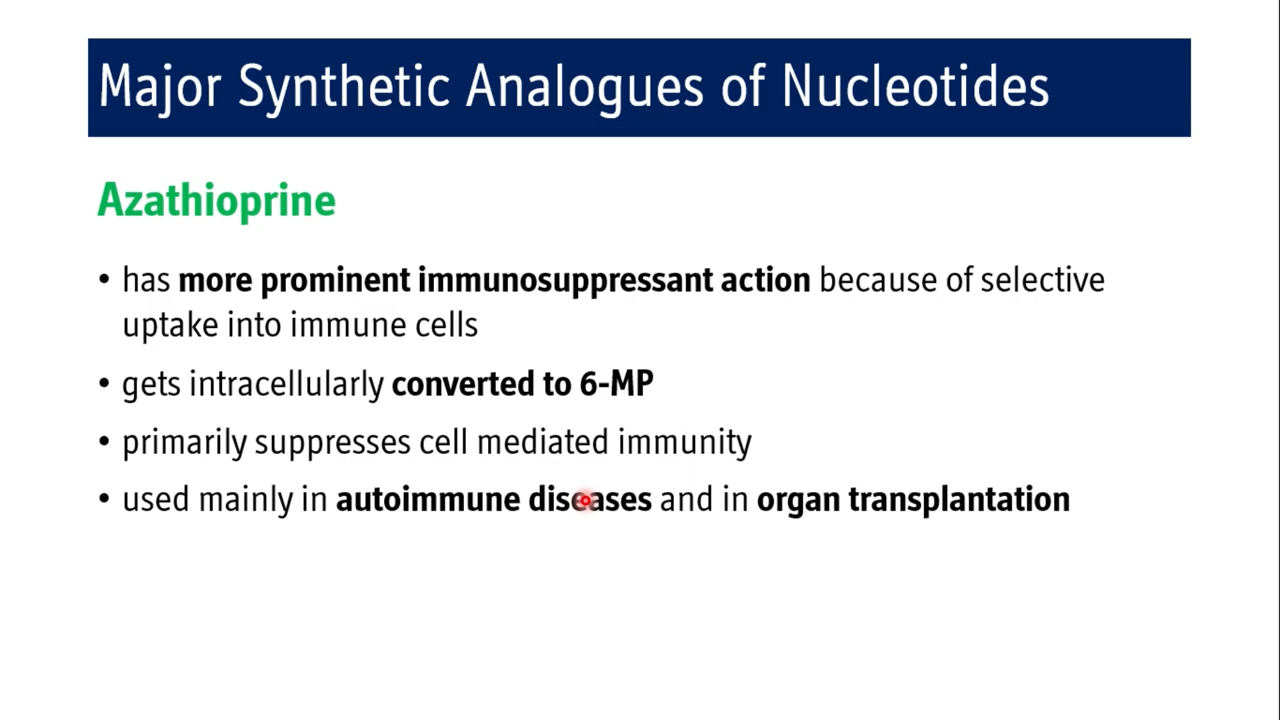 Major Synthetic Analogues of Nucleotides
Azathioprine
• has more prominent immunosuppressant action because of selective
uptake into immune cells
• gets intracellularly converted to 6-MP
• primarily suppresses cell mediated immunity
• used mainly in autoimmune diseases and in organ transplantation